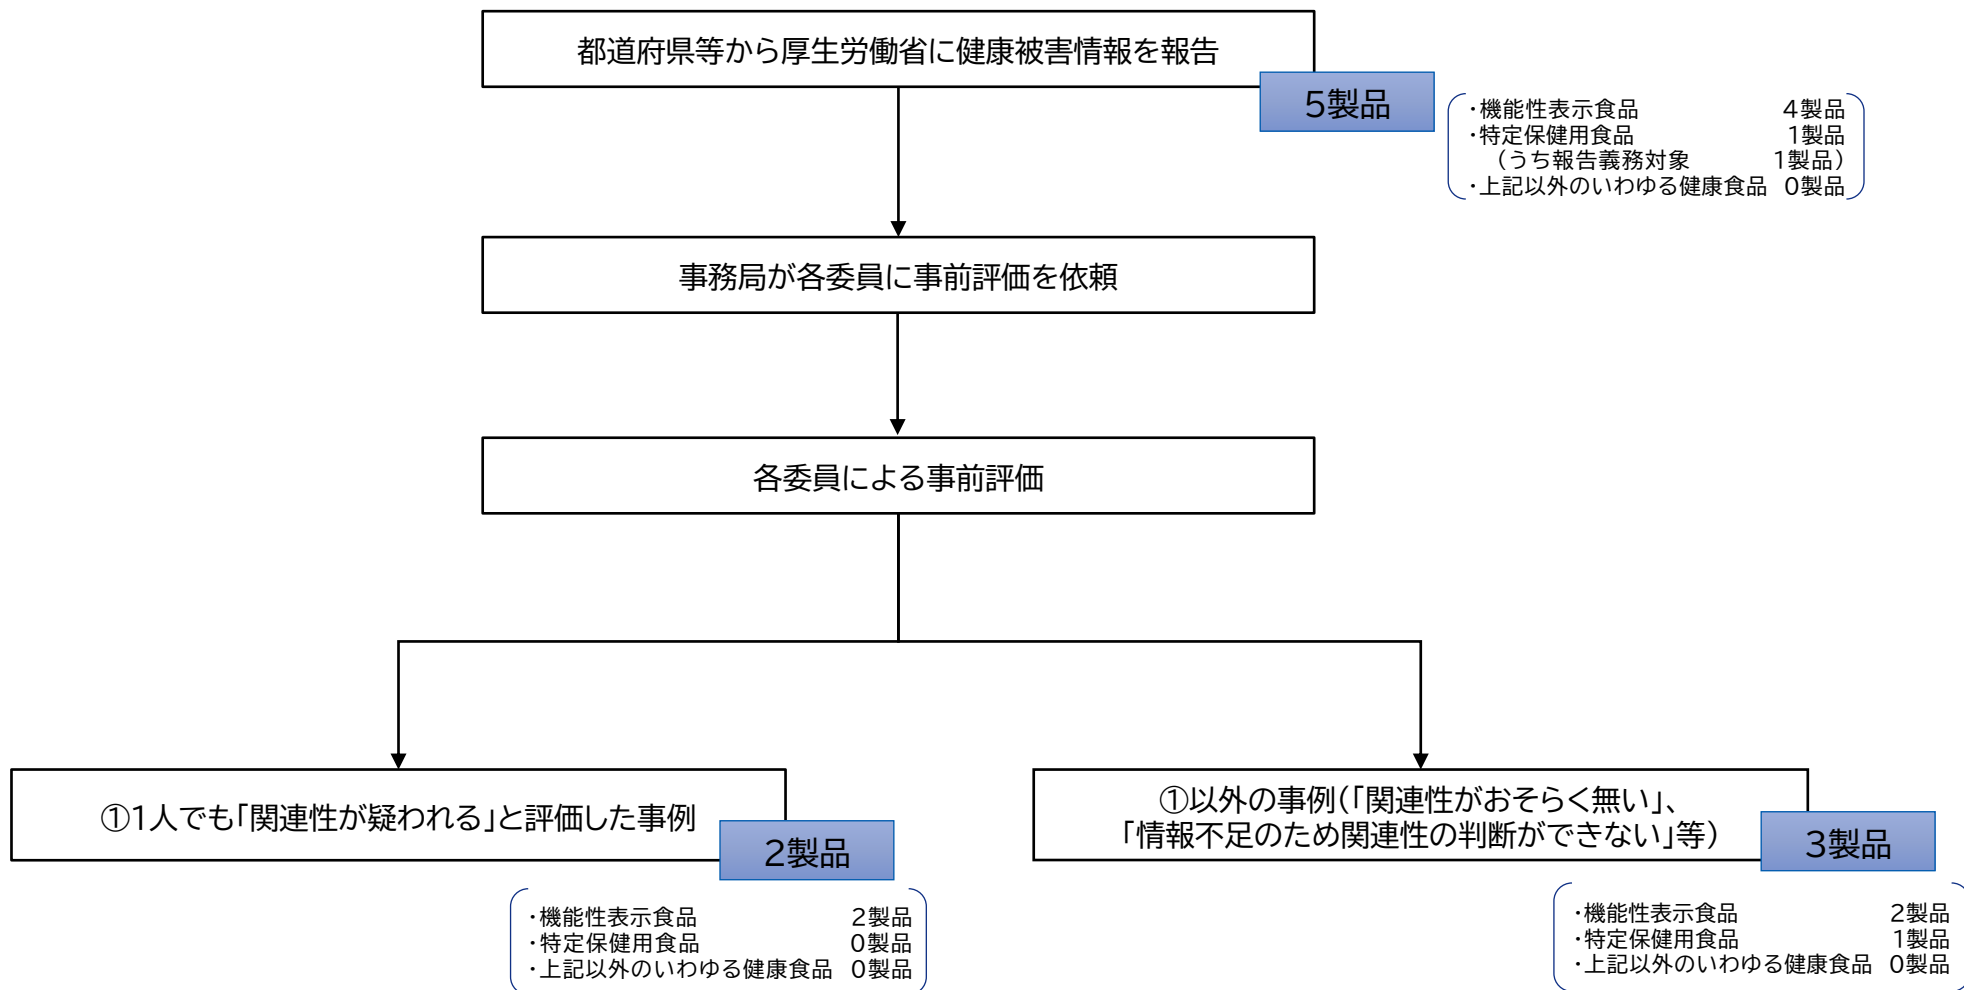 都道府県等から厚生労働省に健康被害情報を報告
5製品
・機能性表示食品 4製品
・特定保健用食品 1製品
（うち報告義務対象 1製品）
・上記以外のいわゆる健康食品 0製品
事務局が各委員に事前評価を依頼
各委員による事前評価
①1人でも「関連性が疑われる」と評価した事例
2製品
・機能性表示食品 2製品
・特定保健用食品 0製品
・上記以外のいわゆる健康食品 0製品
①以外の事例（「関連性がおそらく無い」、
「情報不足のため関連性の判断ができない」等）
3製品
・機能性表示食品 2製品
・特定保健用食品 1製品
・上記以外のいわゆる健康食品 0製品